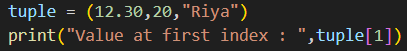 tuple = (12.30,20,"Riya")
print("Value at first index : ",tuple[1])